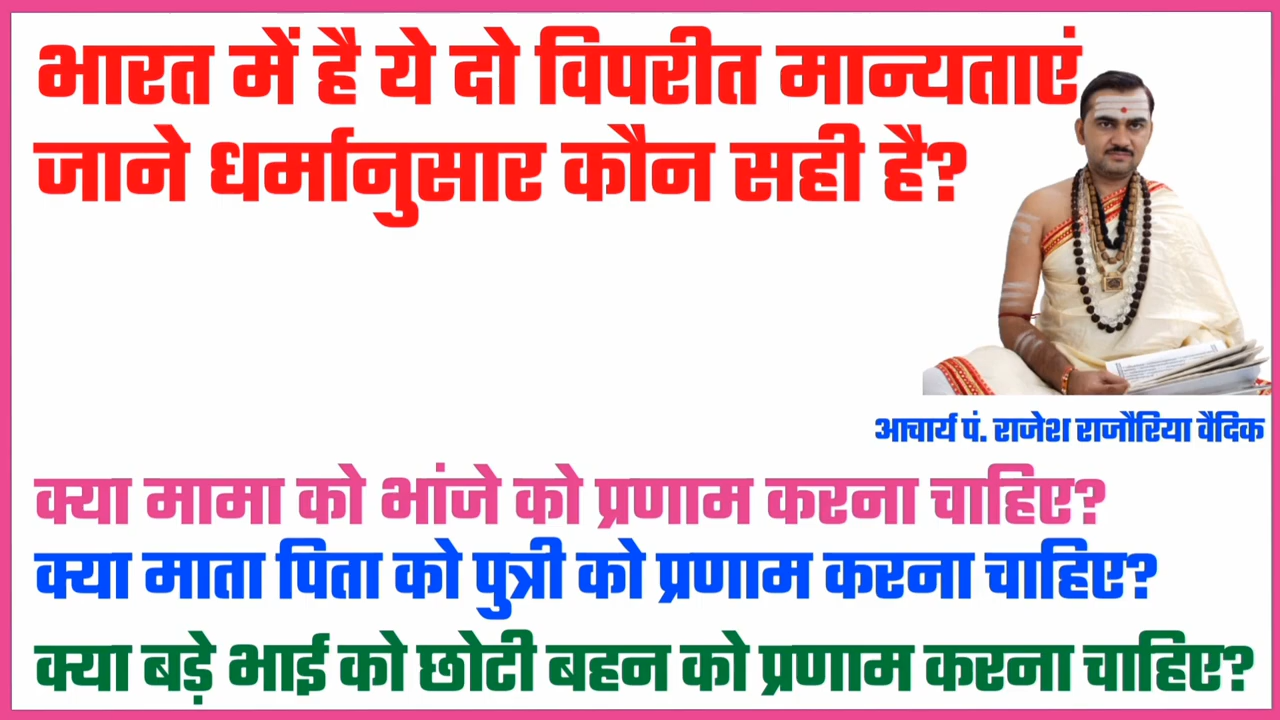 भारत में है ये दो विपरीत मान्यताएं
जाने धर्मानुसार कौन सही है?
आचार्य पं. राजेश राजौरिया वैदिक
क्या मामा को भांजे को प्रणाम करना चाहिए?
क्या माता पिता को पुत्री को प्रणाम करना चाहिए?
क्या बड़े भाई को छोटी बहन को प्रणाम करना चाहिए?